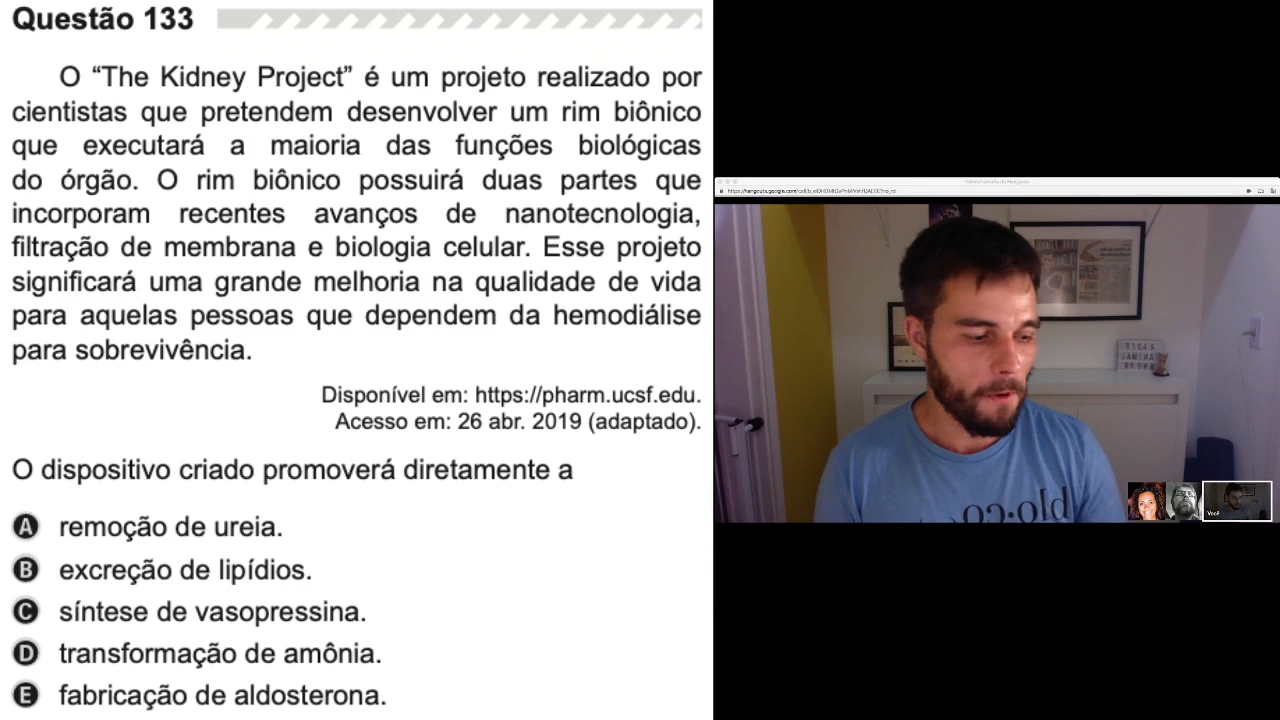 Questão 133
O “The Kidney Project” é um projeto realizado por
cientistas que pretendem desenvolver um rim biônico
que executará a maioria das funções biológicas
do órgão. O rim biônico possuirá duas partes que
incorporam recentes avanços de nanotecnologia,
filtração de membrana e biologia celular. Esse projeto
significará uma grande melhoria na qualidade de vida
para aquelas pessoas que dependem da hemodiálise
para sobrevivência.
Disponível em: https://pharm.ucsf.edu.
Acesso em: 26 abr. 2019 (adaptado).
O dispositivo criado promoverá diretamente a
A remoção de ureia.
B excreção de lipídios.
C síntese de vasopressina.
D transformação de amônia.
E fabricação de aldosterona.
blo.co
Você